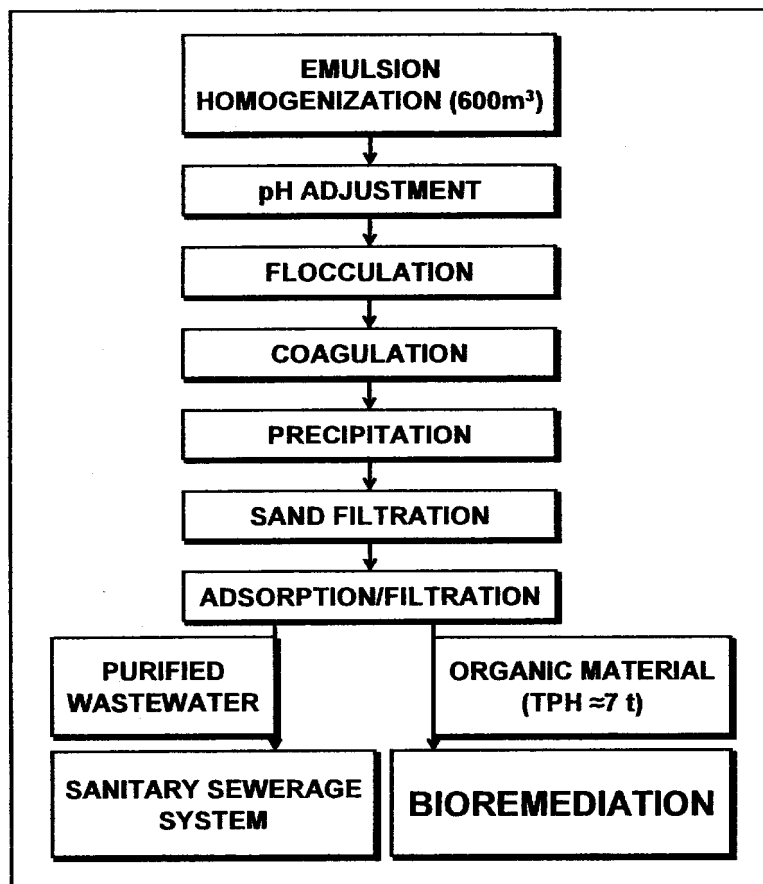 EMULSION
HOMOGENIZATION (600m³)
pH ADJUSTMENT
FLOCCULATION
COAGULATION
PRECIPITATION
SAND FILTRATION
ADSORPTION/FILTRATION
PURIFIED
WASTEWATER
ORGANIC MATERIAL
(TPH ≈7 t)
SANITARY SEWERAGE
SYSTEM
BIOREMEDIATION